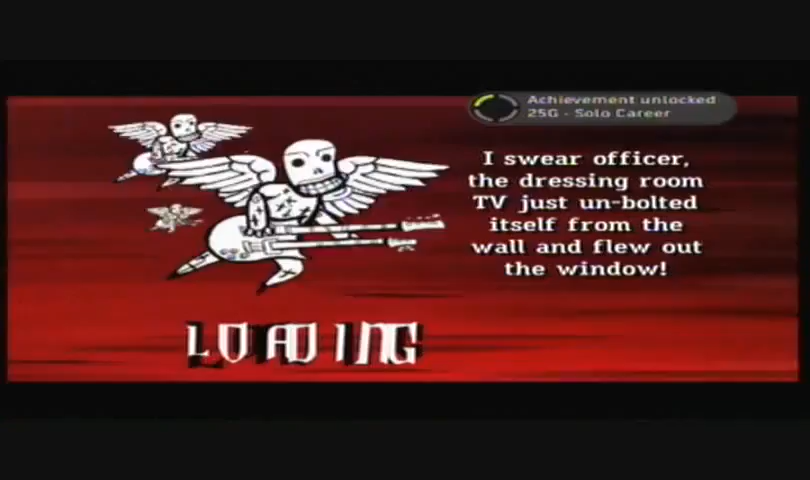 Achievement unlocked
25G - Solo Career
I swear officer,
the dressing room
TV just un-bolted
itself from the
wall and flew out
the window!
LOADING